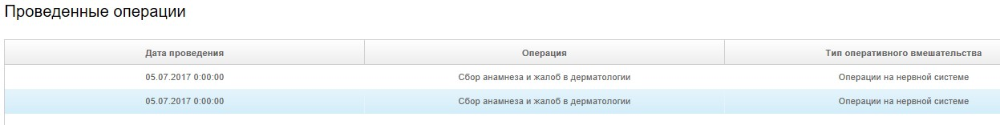 Проведенные операции
Дата проведения Операция Тип оперативного вмешательства
05.07.2017 0:00:00 Сбор анамнеза и жалоб в дерматологии Операции на нервной системе
05.07.2017 0:00:00 Сбор анамнеза и жалоб в дерматологии Операции на нервной системе